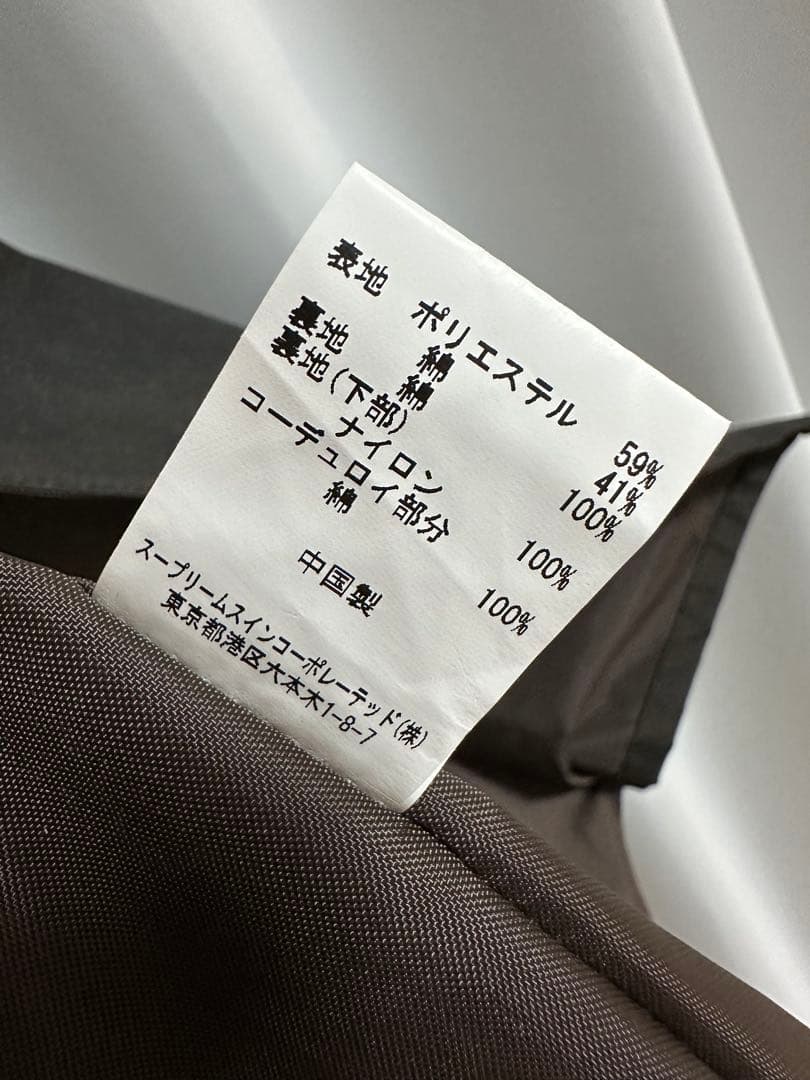 表地 ポリエステル 59%
綿 41%
裏地 綿 100%
裏地(下部)
ナイロン 100%
コーデュロイ部分
綿 100%
中国製
スープリームスインコーポレーテッド(株)
東京都港区六本木1-8-7